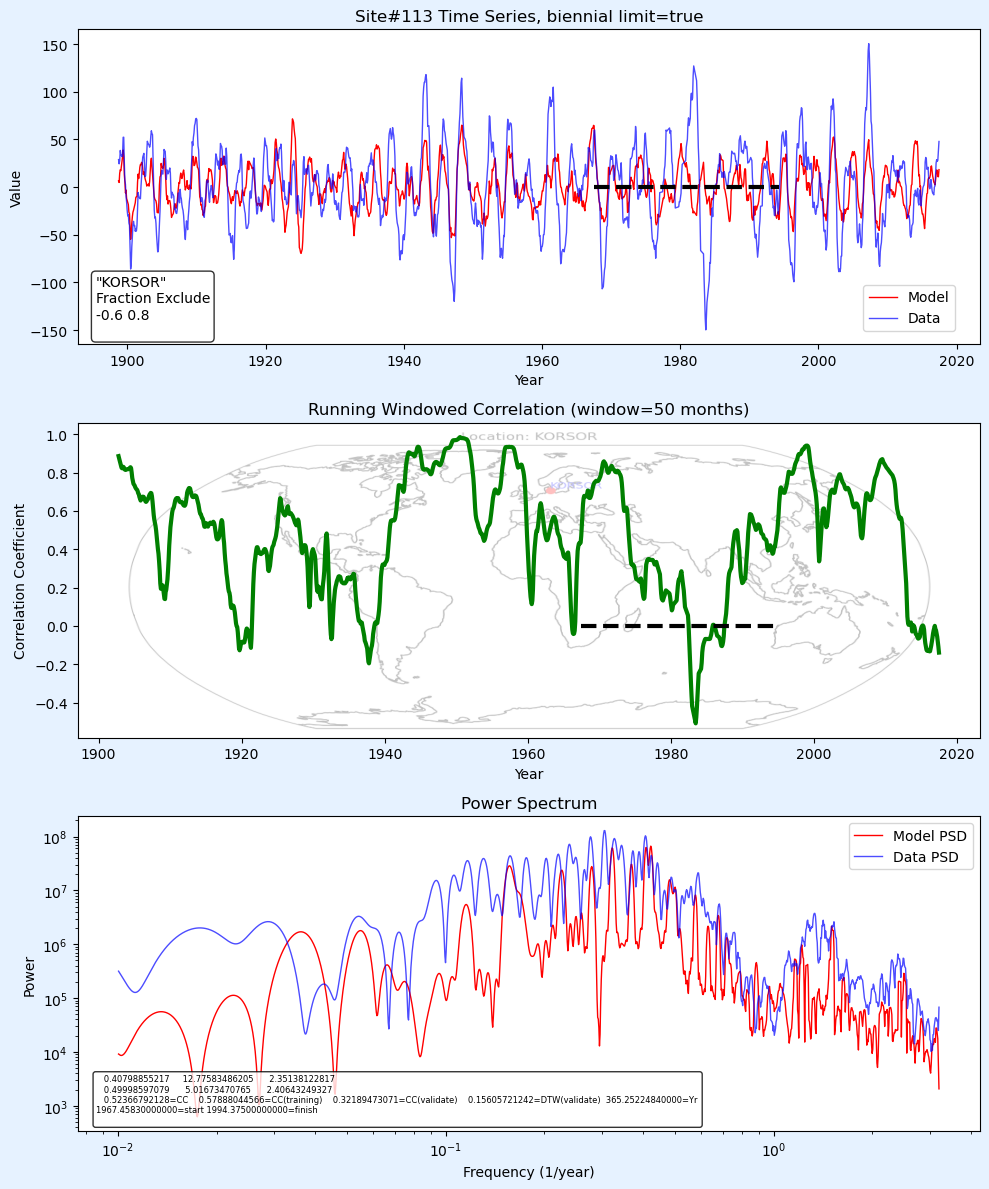 Site#113 Time Series, biennial limit=true
150
100
50
0
−50
−100
−150
Value
"KORSOR"
Fraction Exclude
-0.6 0.8
Model
Data
1900 1920 1940 1960 1980 2000 2020
Year
Running Windowed Correlation (window=50 months)
Location: KORSOR
KORSOR
1.0
0.8
0.6
0.4
0.2
0.0
−0.2
−0.4
Correlation Coefficient
1900 1920 1940 1960 1980 2000 2020
Year
Power Spectrum
Model PSD
Data PSD
10^8
10^7
10^6
10^5
10^4
10^3
Power
0.40798855217 12.77583486205 2.35138122817
0.49998597079 5.01673470765 2.40643249327
0.52366792128=CC 0.57888044566=CC(training) 0.32189473071=CC(validate) 0.15605721242=DTW(validate) 365.25224840000=Yr
1967.45830000000=start 1994.37500000000=finish
10^−2 10^−1 10^0
Frequency (1/year)